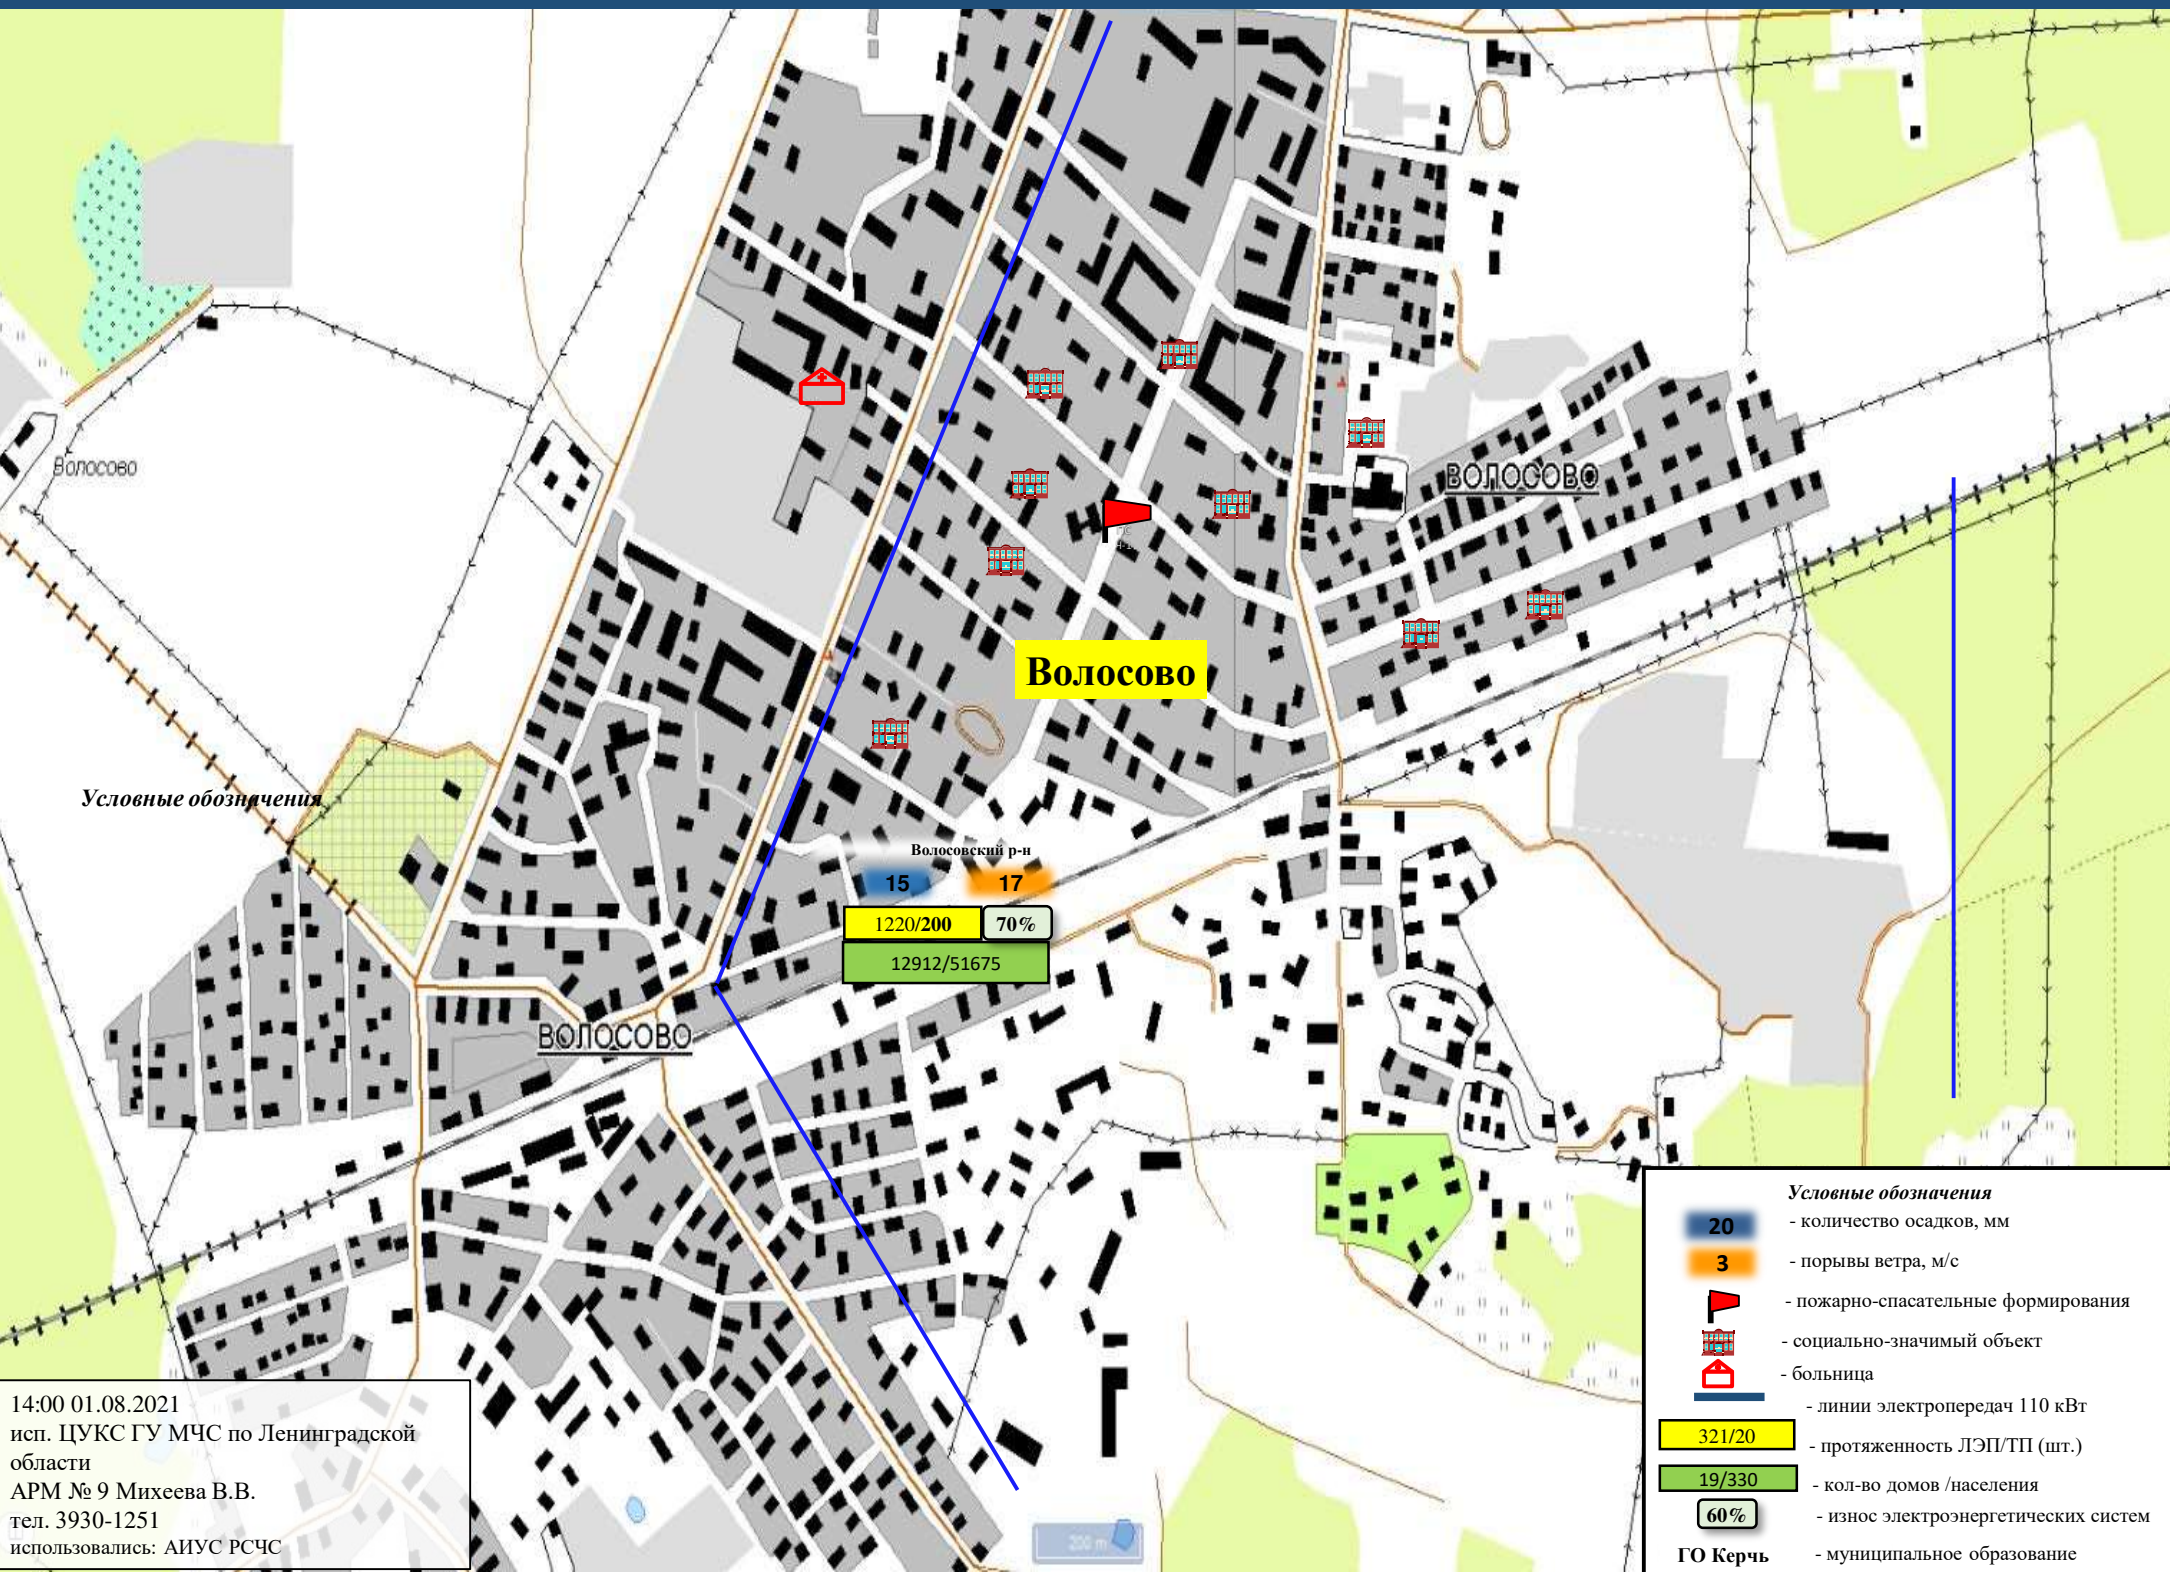 Волосово
ВОЛОСОВО
Волосово
Условные обозначения
Волосовский р-н
15
17
1220/200
70%
12912/51675
ВОЛОСОВО
14:00 01.08.2021
исп. ЦУКС ГУ МЧС по Ленинградской
области
АРМ № 9 Михеева В.В.
тел. 3930-1251
использовались: АИУС РСЧС
200 m
Условные обозначения
20 - количество осадков, мм
3 - порывы ветра, м/с
- пожарно-спасательные формирования
- социально-значимый объект
- больница
- линии электропередач 110 кВт
321/20 - протяженность ЛЭП/ТП (шт.)
19/330 - кол-во домов /населения
60% - износ электроэнергетических систем
ГО Керчь - муниципальное образование